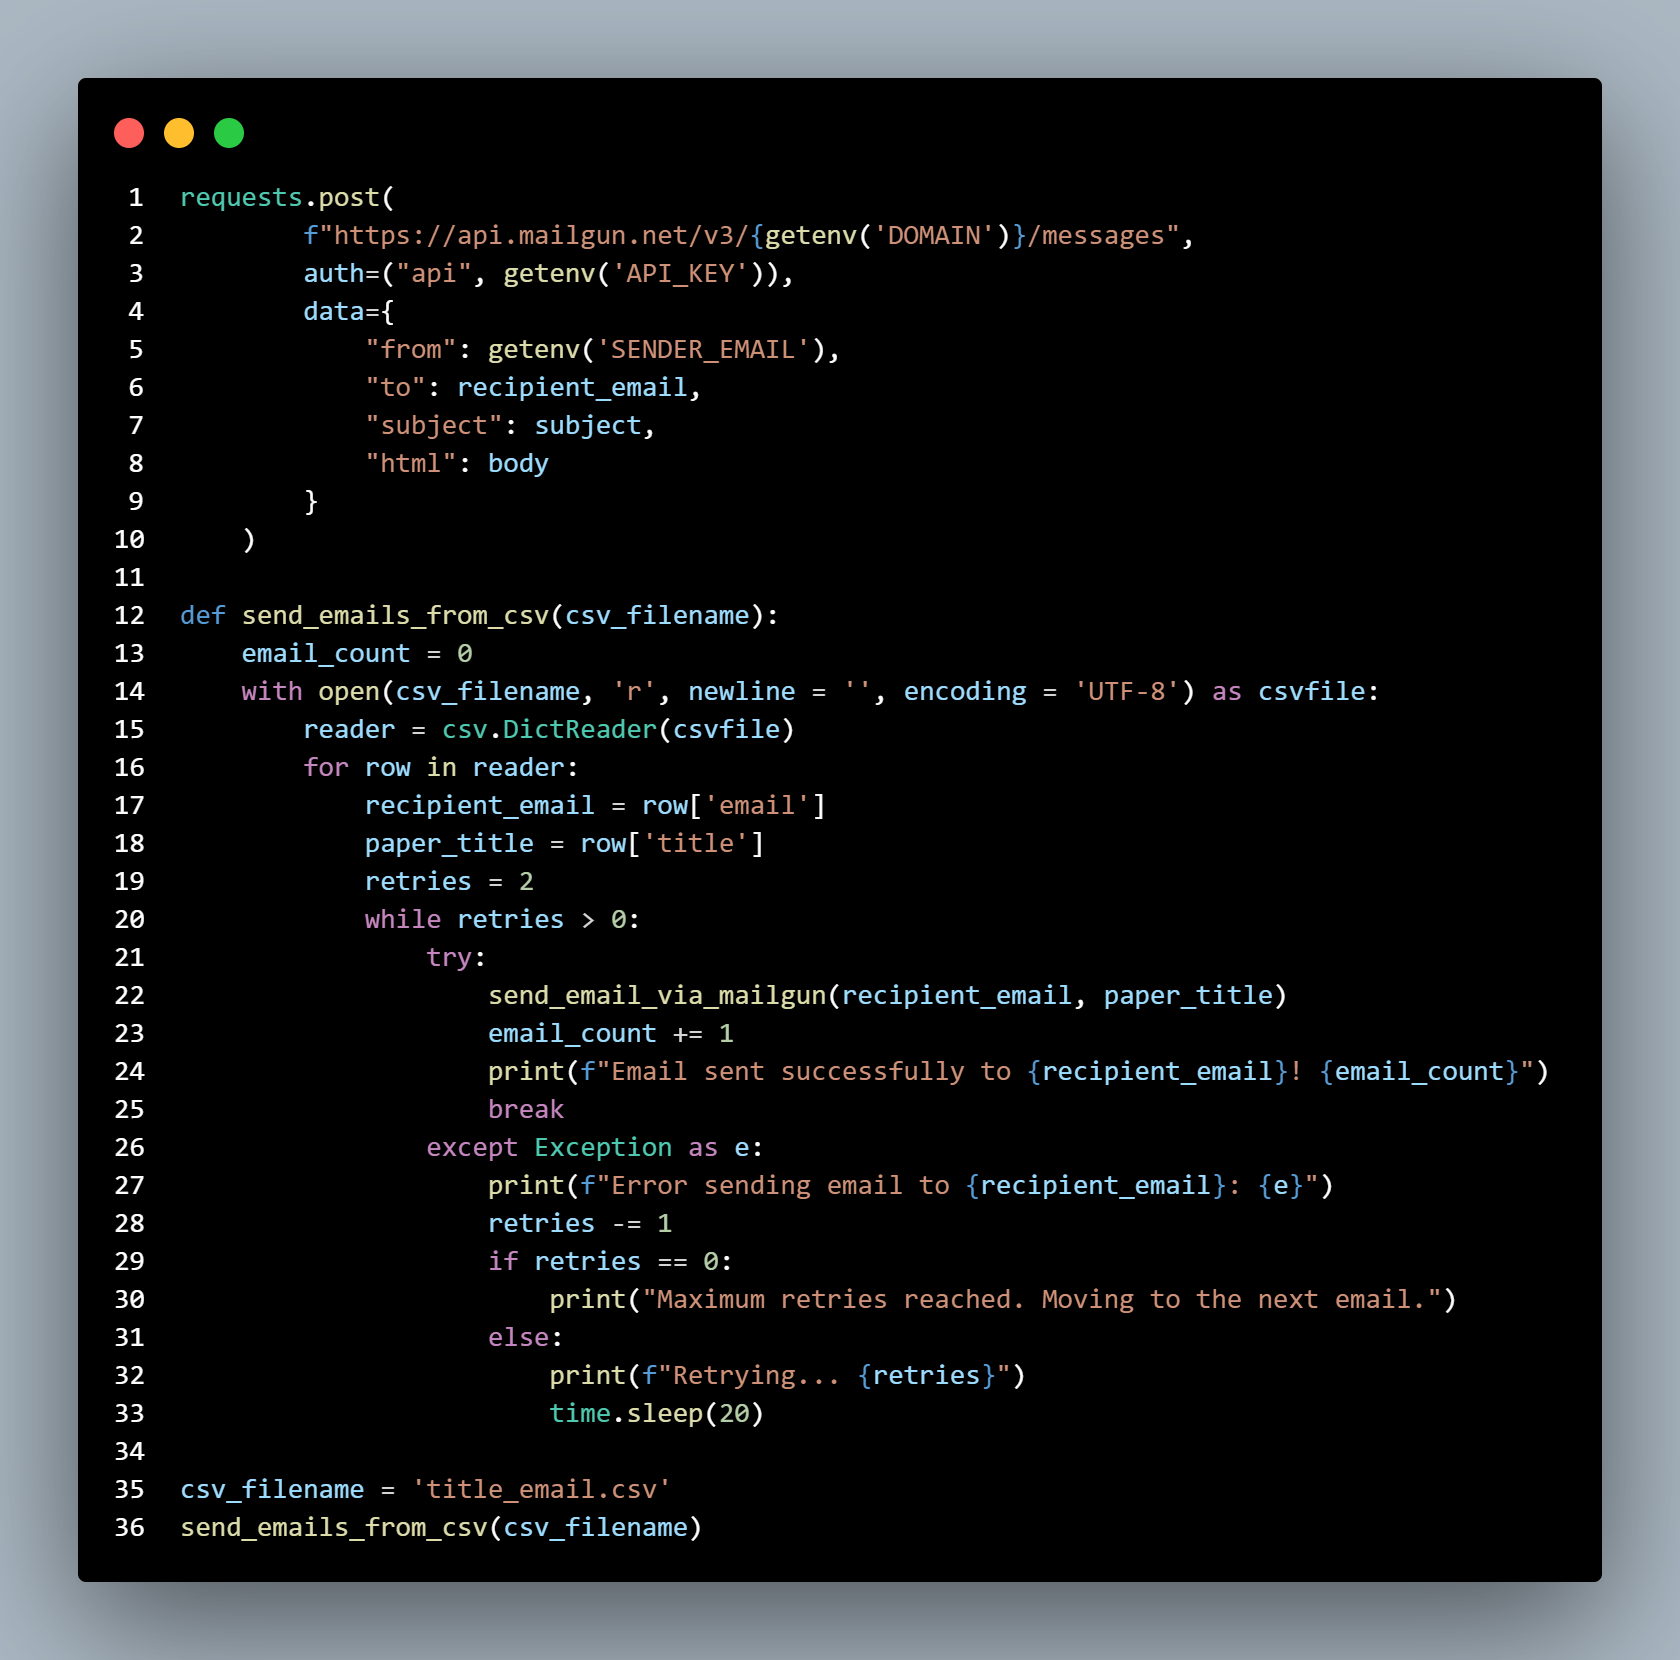 1 requests.post(
2         f"https://api.mailgun.net/v3/{getenv('DOMAIN')}/messages",
3         auth=("api", getenv('API_KEY')),
4         data={
5             "from": getenv('SENDER_EMAIL'),
6             "to": recipient_email,
7             "subject": subject,
8             "html": body
9         }
10     )
11
12 def send_emails_from_csv(csv_filename):
13     email_count = 0
14     with open(csv_filename, 'r', newline = '', encoding = 'UTF-8') as csvfile:
15         reader = csv.DictReader(csvfile)
16         for row in reader:
17             recipient_email = row['email']
18             paper_title = row['title']
19             retries = 2
20             while retries > 0:
21                 try:
22                     send_email_via_mailgun(recipient_email, paper_title)
23                     email_count += 1
24                     print(f"Email sent successfully to {recipient_email}! {email_count}")
25                     break
26                 except Exception as e:
27                     print(f"Error sending email to {recipient_email}: {e}")
28                     retries -= 1
29                     if retries == 0:
30                         print("Maximum retries reached. Moving to the next email.")
31                     else:
32                         print(f"Retrying... {retries}")
33                         time.sleep(20)
34
35 csv_filename = 'title_email.csv'
36 send_emails_from_csv(csv_filename)